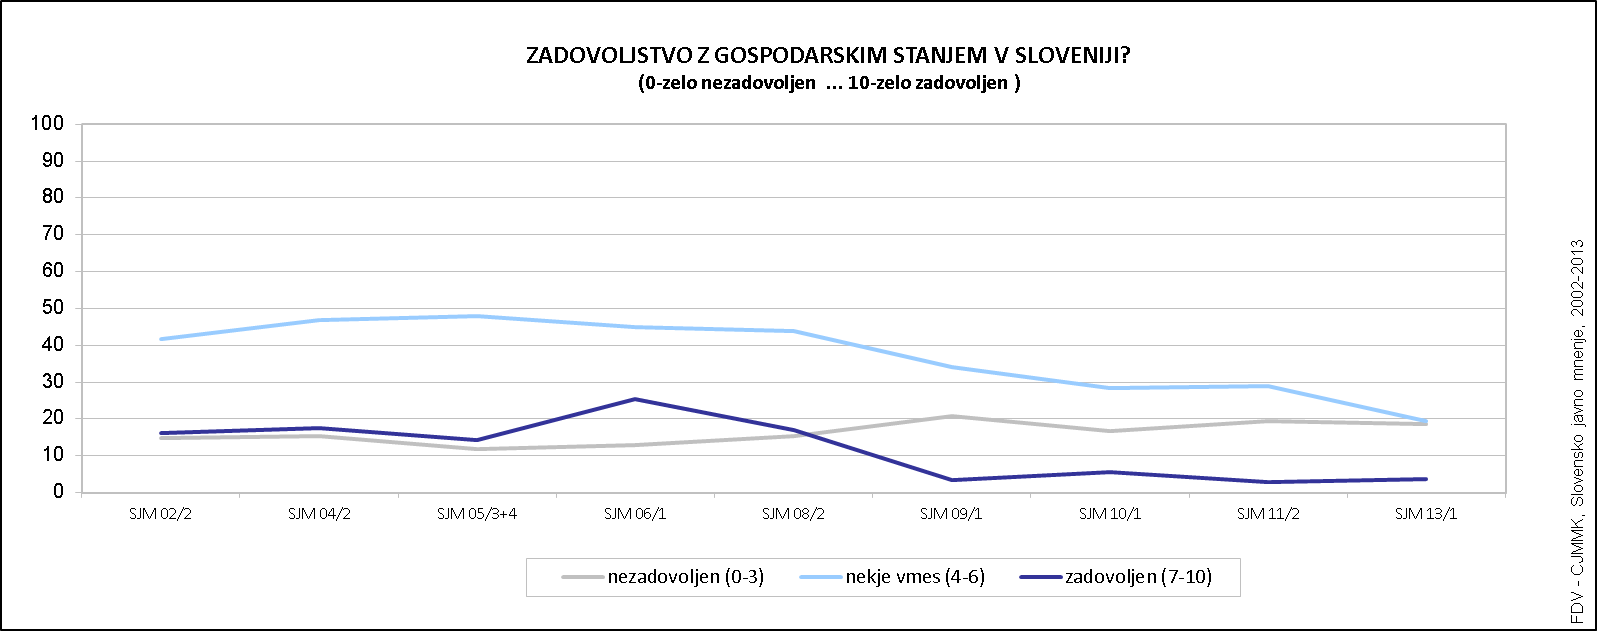 ZADOVOLJSTVO Z GOSPODARSKIM STANJEM V SLOVENIJI?
(0-zelo nezadovoljen ... 10-zelo zadovoljen )
100
90
80
70
60
50
40
30
20
10
0
SJM 02/2 SJM 04/2 SJM 05/3+4 SJM 06/1 SJM 08/2 SJM 09/1 SJM 10/1 SJM 11/2 SJM 13/1
nezadovoljen (0-3) nekje vmes (4-6) zadovoljen (7-10)
FDV - CJMMK, Slovensko javno mnenje, 2002-2013